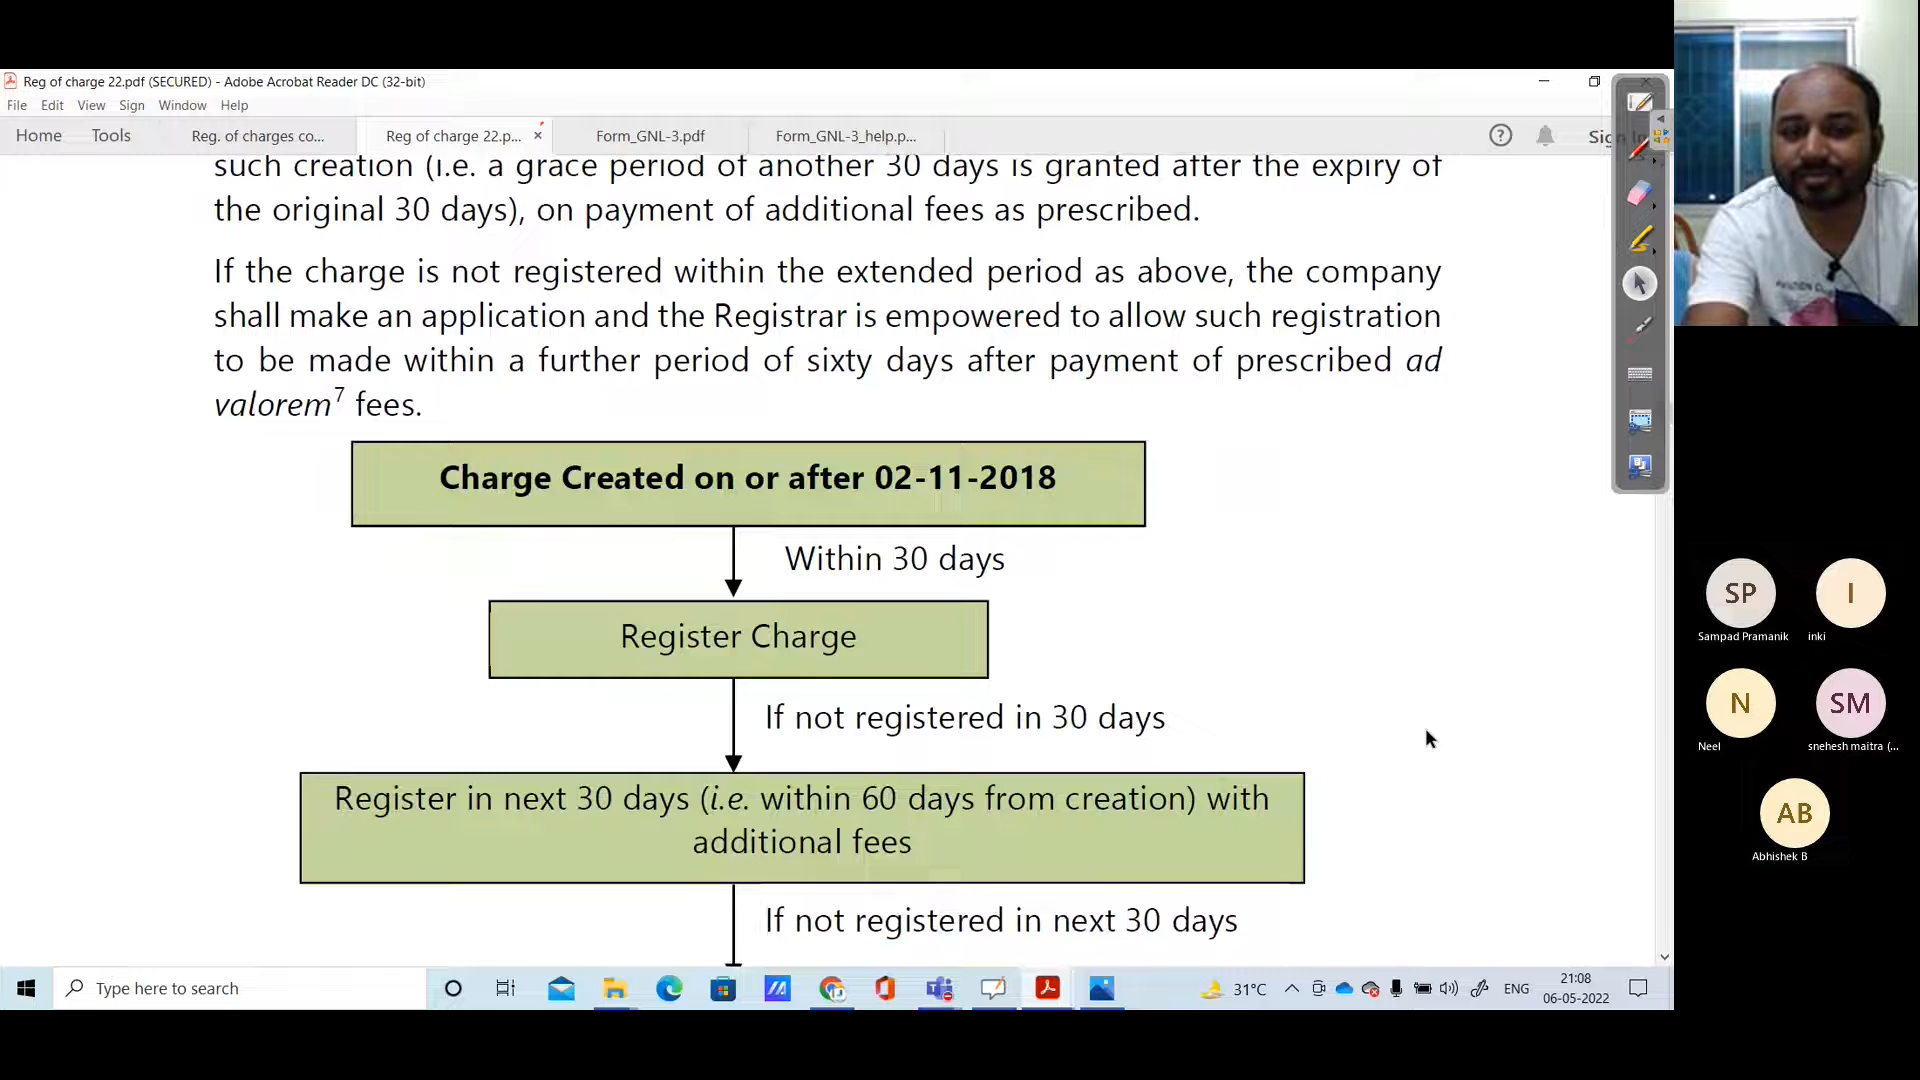 Reg of charge 22.pdf (SECURED) - Adobe Acrobat Reader DC (32-bit)
File Edit View Sign Window Help
Home Tools Reg. of charges co... Reg of charge 22.p... Form_GNL-3.pdf Form_GNL-3_help.p... Sign In
such creation (i.e. a grace period of another 30 days is granted after the expiry of
the original 30 days), on payment of additional fees as prescribed.
If the charge is not registered within the extended period as above, the company
shall make an application and the Registrar is empowered to allow such registration
to be made within a further period of sixty days after payment of prescribed ad
valorem7 fees.
Charge Created on or after 02-11-2018
Within 30 days
Register Charge
If not registered in 30 days
Register in next 30 days (i.e. within 60 days from creation) with
additional fees
If not registered in next 30 days
SP I
Sampad Pramanik inki
N SM
Neel snehesh maitra (...
AB
Abhishek B
Type here to search
31°C ENG
21:08
06-05-2022